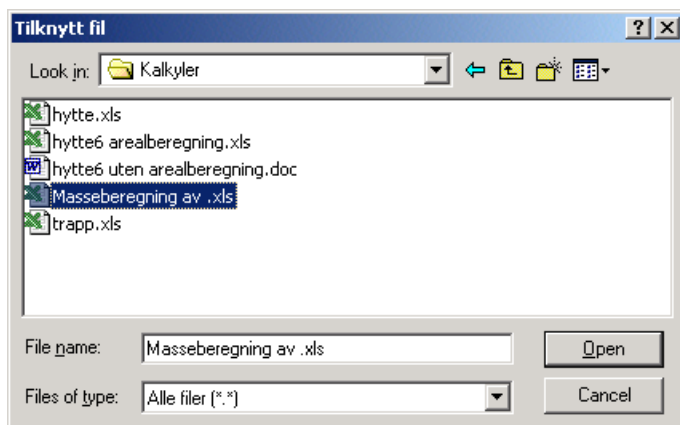 Tilknytt fil
Look in: Kalkyler
hytte.xls
hytte6 arealberegning.xls
hytte6 uten arealberegning.doc
Masseberegning av .xls
trapp.xls
File name: Masseberegning av .xls Open
Files of type: Alle filer (*.*) Cancel